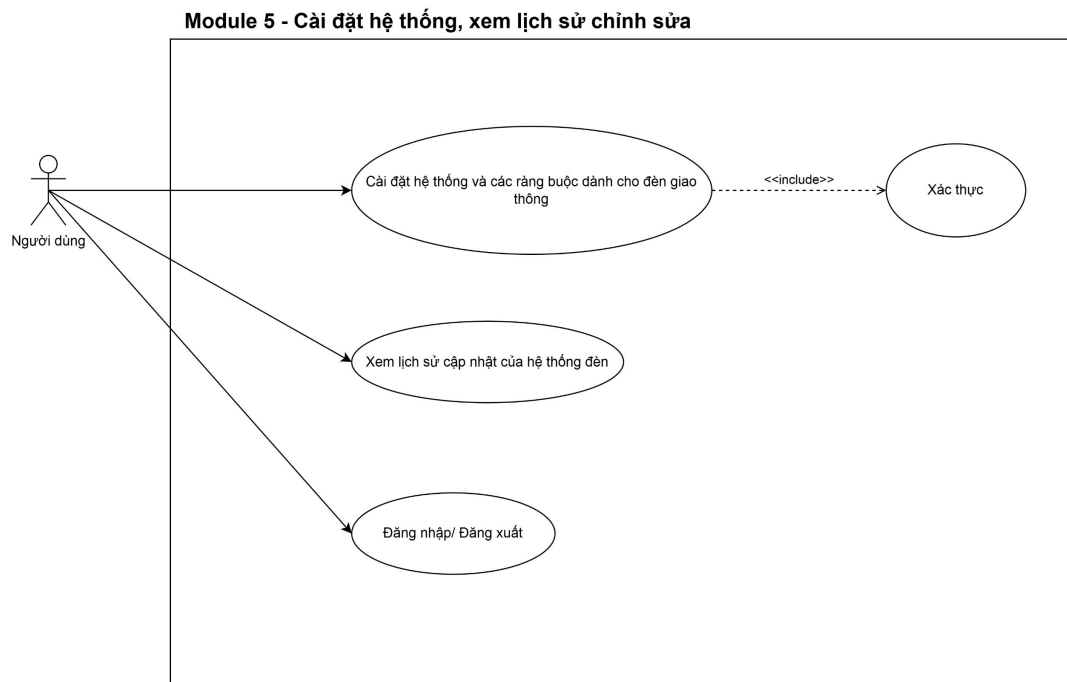 Module 5 - Cài đặt hệ thống, xem lịch sử chỉnh sửa
Cài đặt hệ thống và các ràng buộc dành cho đèn giao
thông
<<include>>
Xác thực
Người dùng
Xem lịch sử cập nhật của hệ thống đèn
Đăng nhập/ Đăng xuất